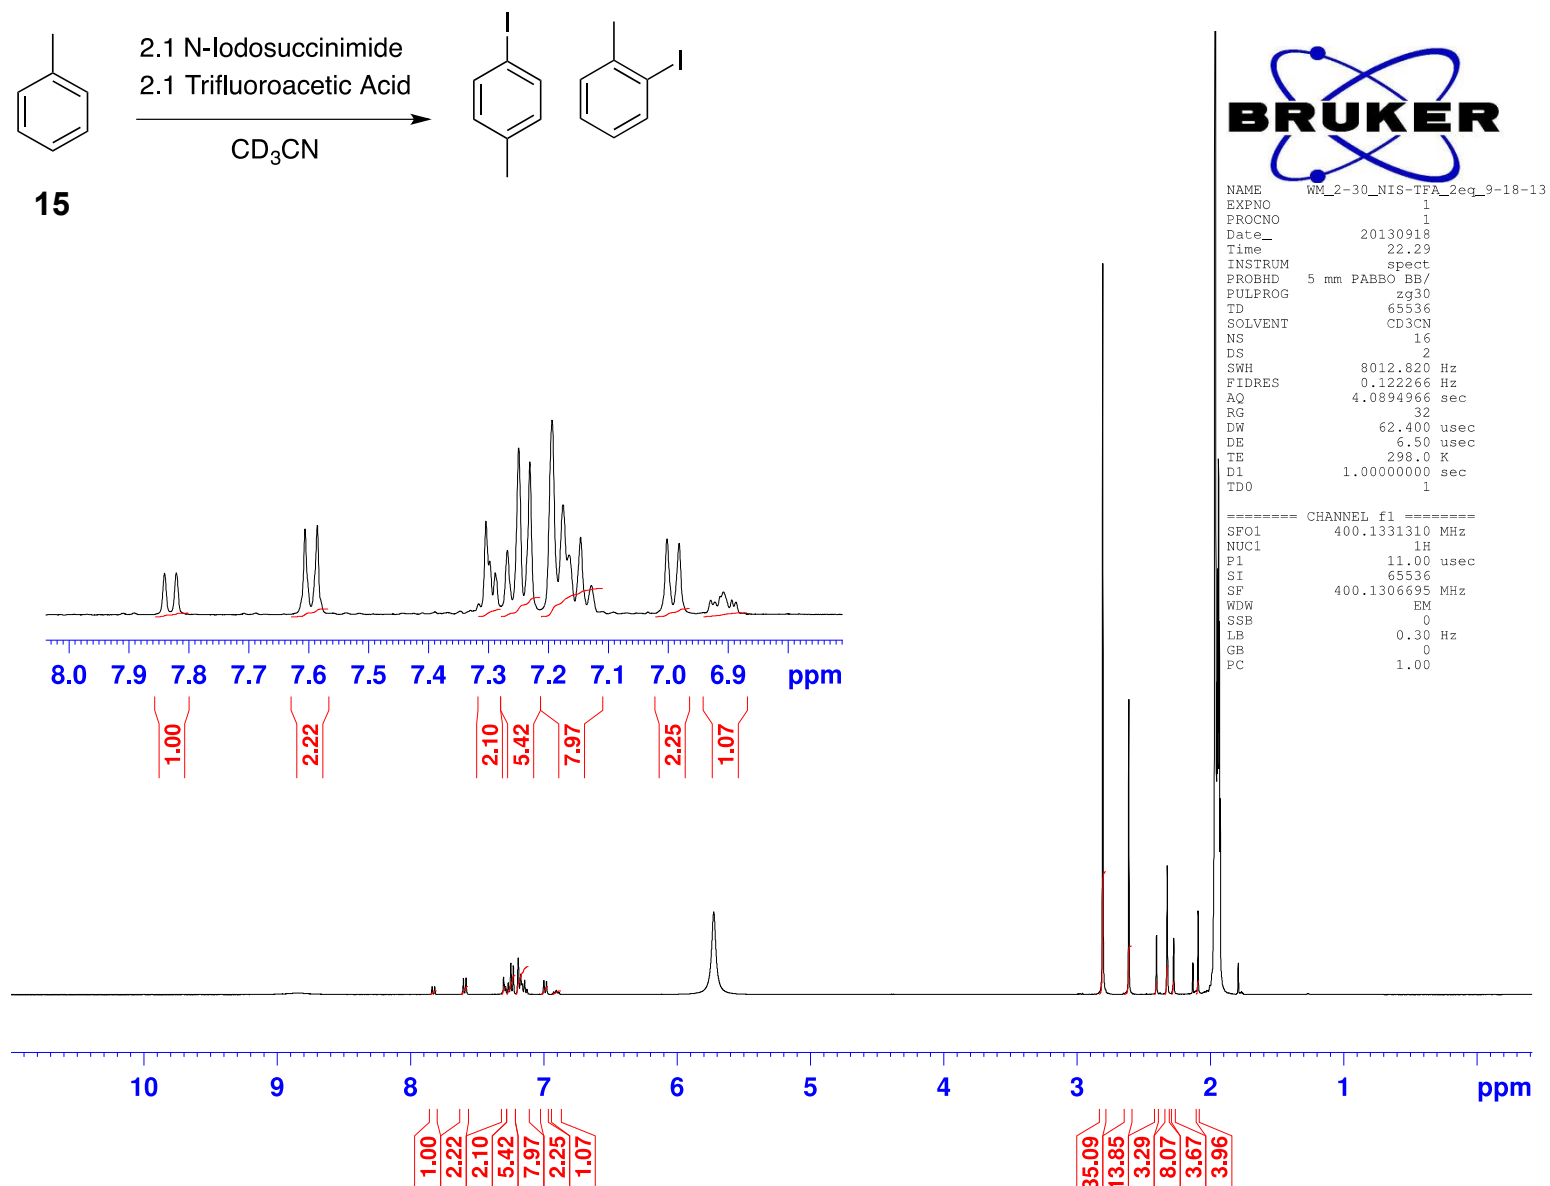 I
I
2.1 N-Iodosuccinimide
2.1 Trifluoroacetic Acid
CD3CN
15
BRUKER
NAME WM_2-30_NIS-TFA_2eq_9-18-13
EXPNO 1
PROCNO 1
Date_ 20130918
Time 22.29
INSTRUM spect
PROBHD 5 mm PABBO BB/
PULPROG zg30
TD 65536
SOLVENT CD3CN
NS 16
DS 2
SWH 8012.820 Hz
FIDRES 0.122266 Hz
AQ 4.0894966 sec
RG 32
DW 62.400 usec
DE 6.50 usec
TE 298.0 K
D1 1.00000000 sec
TD0 1
======== CHANNEL f1 ========
SFO1 400.1331310 MHz
NUC1 1H
P1 11.00 usec
SI 65536
SF 400.1306695 MHz
WDW EM
SSB 0
LB 0.30 Hz
GB 0
PC 1.00
8.0 7.9 7.8 7.7 7.6 7.5 7.4 7.3 7.2 7.1 7.0 6.9 ppm
1.00 2.22 2.10 5.42 7.97 2.25 1.07
10 9 8 7 6 5 4 3 2 1 ppm
1.00 2.22 2.10 5.42 7.97 2.25 1.07 35.09 13.85 3.29 8.07 3.67 3.96